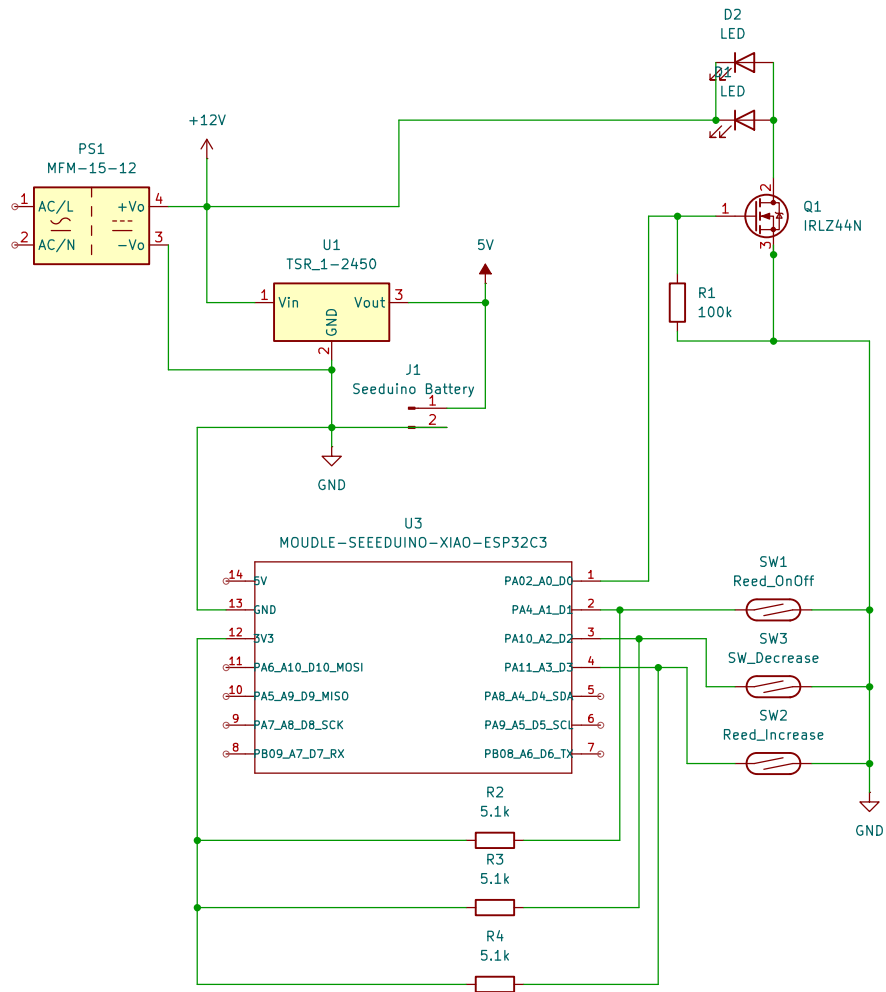 D2
LED
D1
LED
+12V
PS1
MFM-15-12
1
AC/L
+Vo
4
2
AC/N
-Vo
3
2
1
3
Q1
IRLZ44N
U1
TSR_1-2450
5V
1
Vin
Vout
3
GND
2
R1
100k
J1
Seeduino Battery
1
2
GND
U3
MOUDLE-SEEEDUINO-XIAO-ESP32C3
14
5V
PA02_A0_D0
1
13
GND
PA4_A1_D1
2
12
3V3
PA10_A2_D2
3
11
PA6_A10_D10_MOSI
PA11_A3_D3
4
10
PA5_A9_D9_MISO
PA8_A4_D4_SDA
5
9
PA7_A8_D8_SCK
PA9_A5_D5_SCL
6
8
PB09_A7_D7_RX
PB08_A6_D6_TX
7
SW1
Reed_OnOff
SW3
SW_Decrease
SW2
Reed_Increase
GND
R2
5.1k
R3
5.1k
R4
5.1k